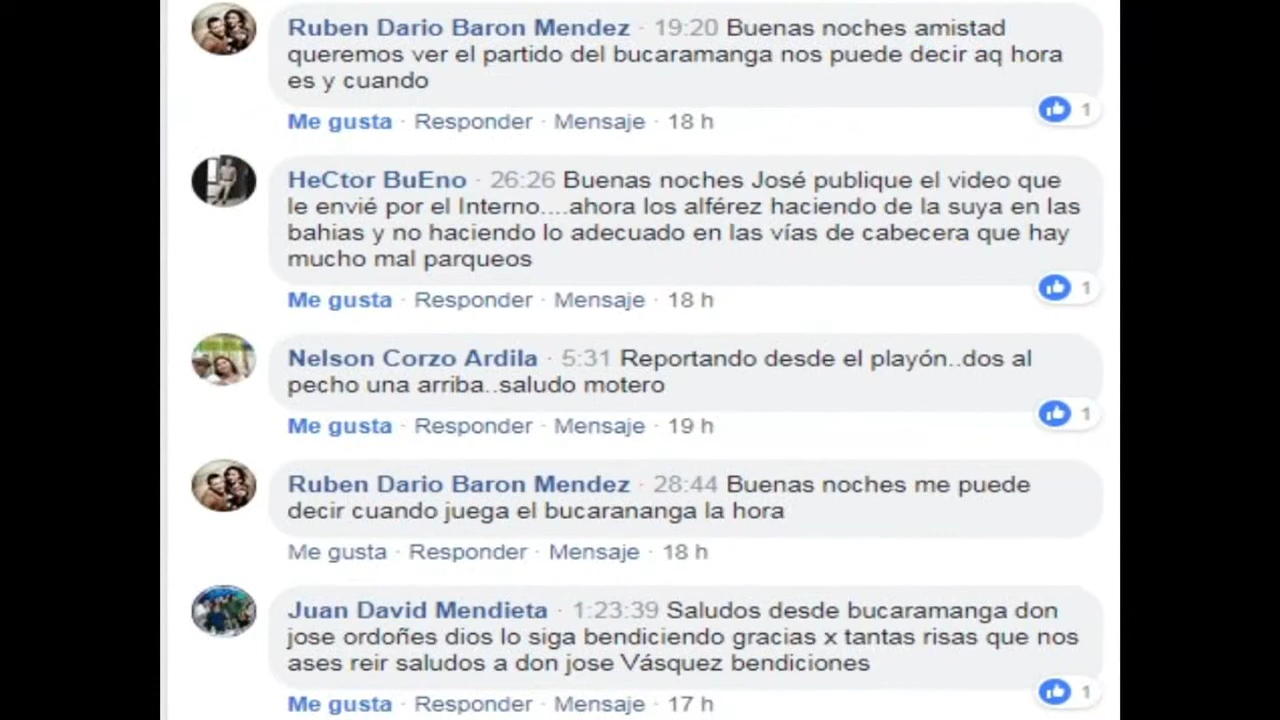 Ruben Dario Baron Mendez · 19:20 Buenas noches amistad
queremos ver el partido del bucaramanga nos puede decir aq hora
es y cuando
1
Me gusta · Responder · Mensaje · 18 h
HeCtor BuEno · 26:26 Buenas noches José publique el video que
le envié por el Interno....ahora los alférez haciendo de la suya en las
bahias y no haciendo lo adecuado en las vías de cabecera que hay
mucho mal parqueos
1
Me gusta · Responder · Mensaje · 18 h
Nelson Corzo Ardila · 5:31 Reportando desde el playón..dos al
pecho una arriba..saludo motero
1
Me gusta · Responder · Mensaje · 19 h
Ruben Dario Baron Mendez · 28:44 Buenas noches me puede
decir cuando juega el bucarananga la hora
Me gusta · Responder · Mensaje · 18 h
Juan David Mendieta · 1:23:39 Saludos desde bucaramanga don
jose ordoñes dios lo siga bendiciendo gracias x tantas risas que nos
ases reir saludos a don jose Vásquez bendiciones
1
Me gusta · Responder · Mensaje · 17 h